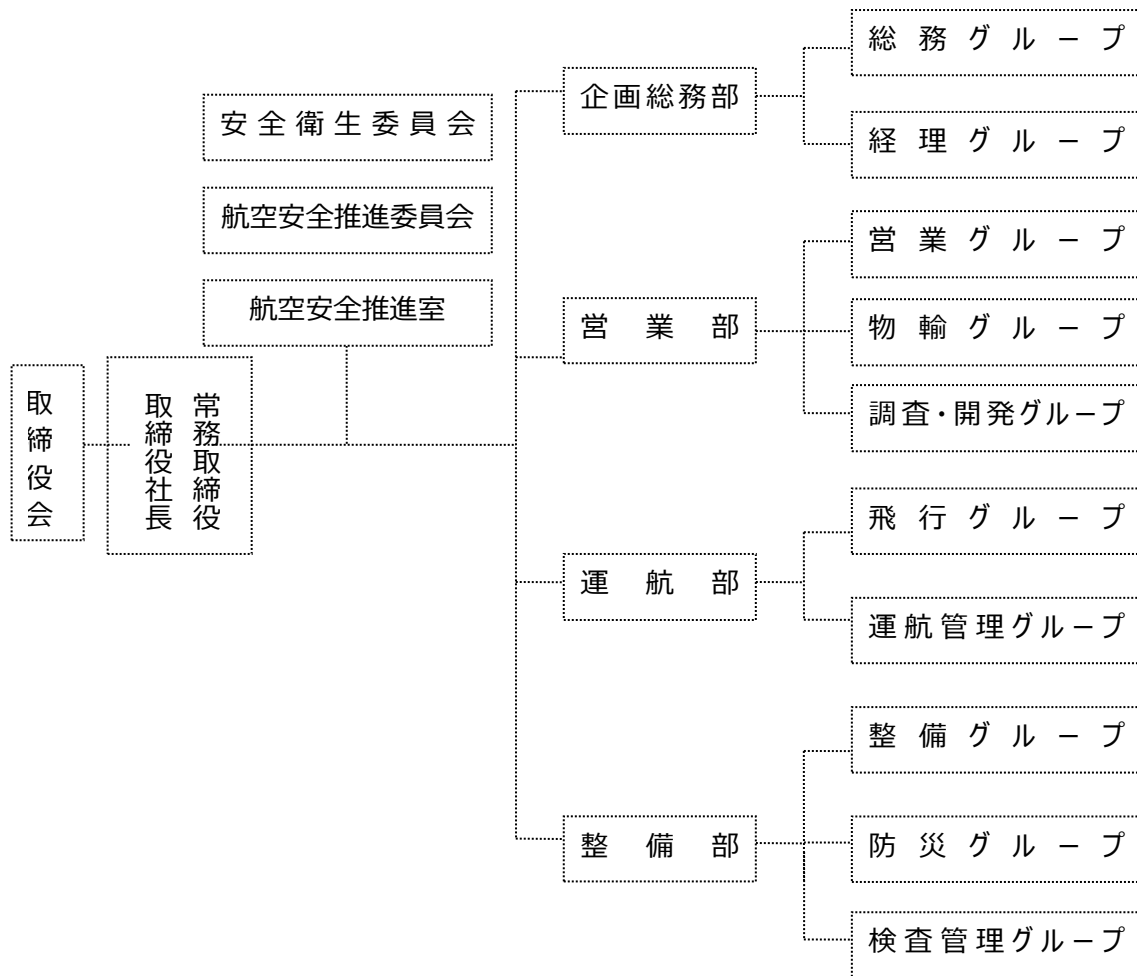 取締役会
取締役社長
常務取締役
安全衛生委員会
航空安全推進委員会
航空安全推進室
企画総務部
総務グループ
経理グループ
営業部
営業グループ
物輸グループ
調査・開発グループ
運航部
飛行グループ
運航管理グループ
整備部
整備グループ
防災グループ
検査管理グループ